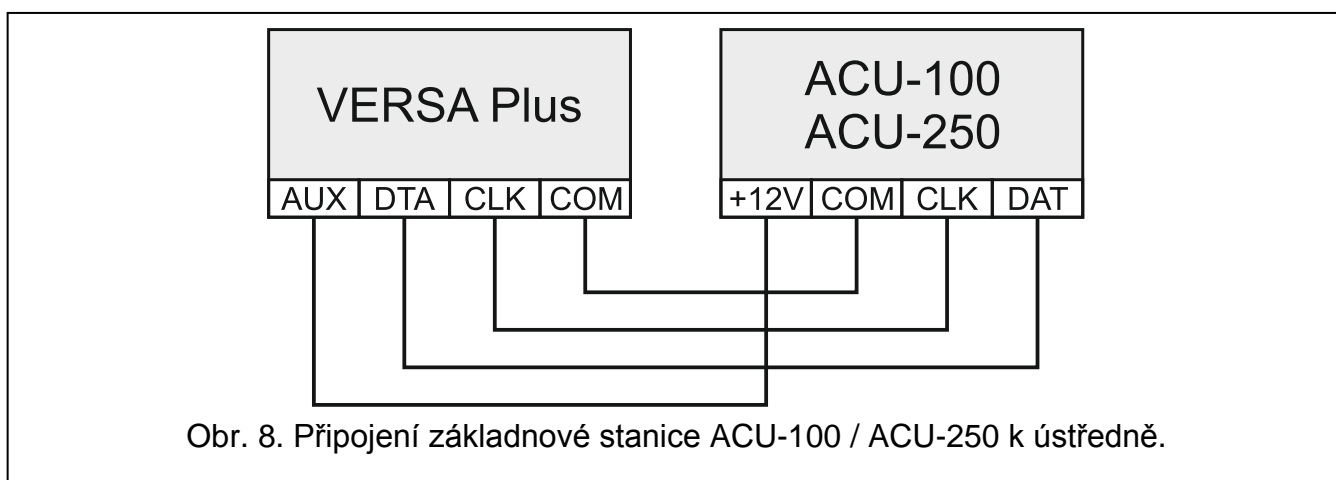 VERSA Plus
AUX DTA CLK COM
ACU-100
ACU-250
+12V COM CLK DAT
Obr. 8. Připojení základnové stanice ACU-100 / ACU-250 k ústředně.